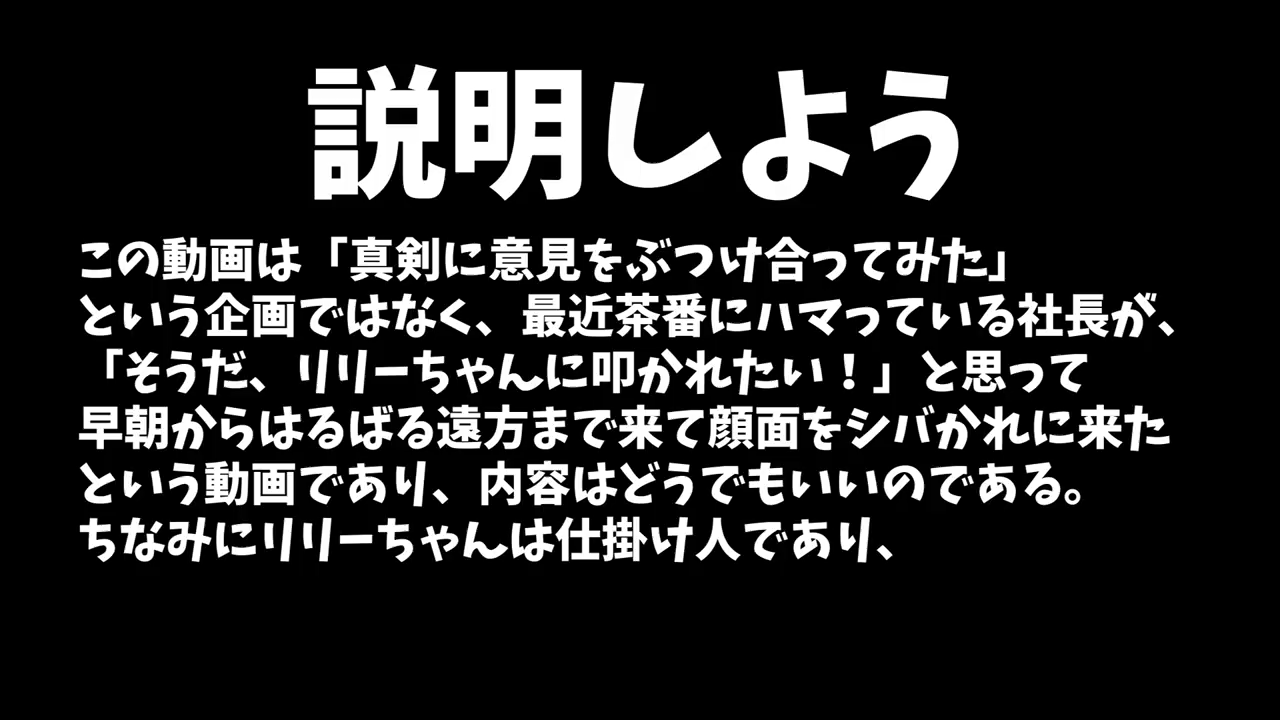 説明しよう
この動画は「真剣に意見をぶつけ合ってみた」
という企画ではなく、最近茶番にハマっている社長が、
「そうだ、リリーちゃんに叩かれたい！」と思って
早朝からはるばる遠方まで来て顔面をシバかれに来た
という動画であり、内容はどうでもいいのである。
ちなみにリリーちゃんは仕掛け人であり、